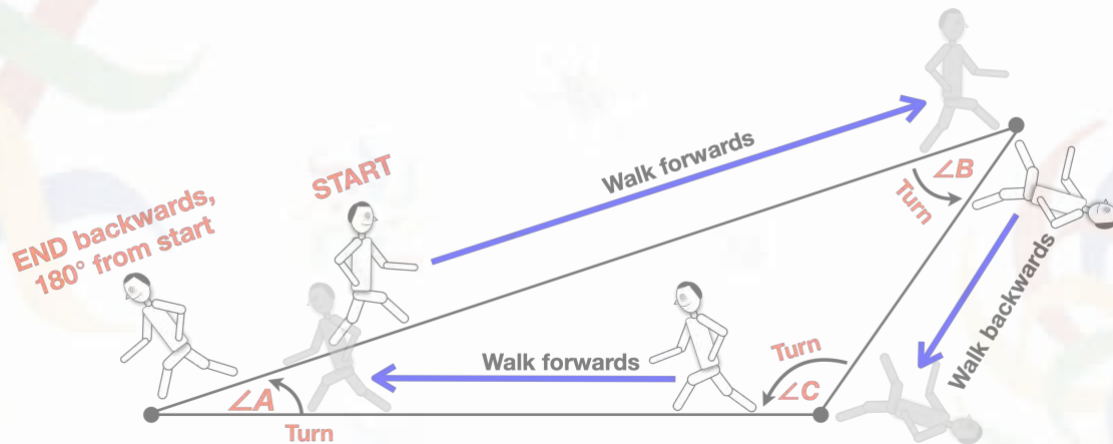 END backwards,
180° from start
START
Walk forwards
∠B
Turn
Walk backwards
Turn
∠C
Walk forwards
∠A
Turn